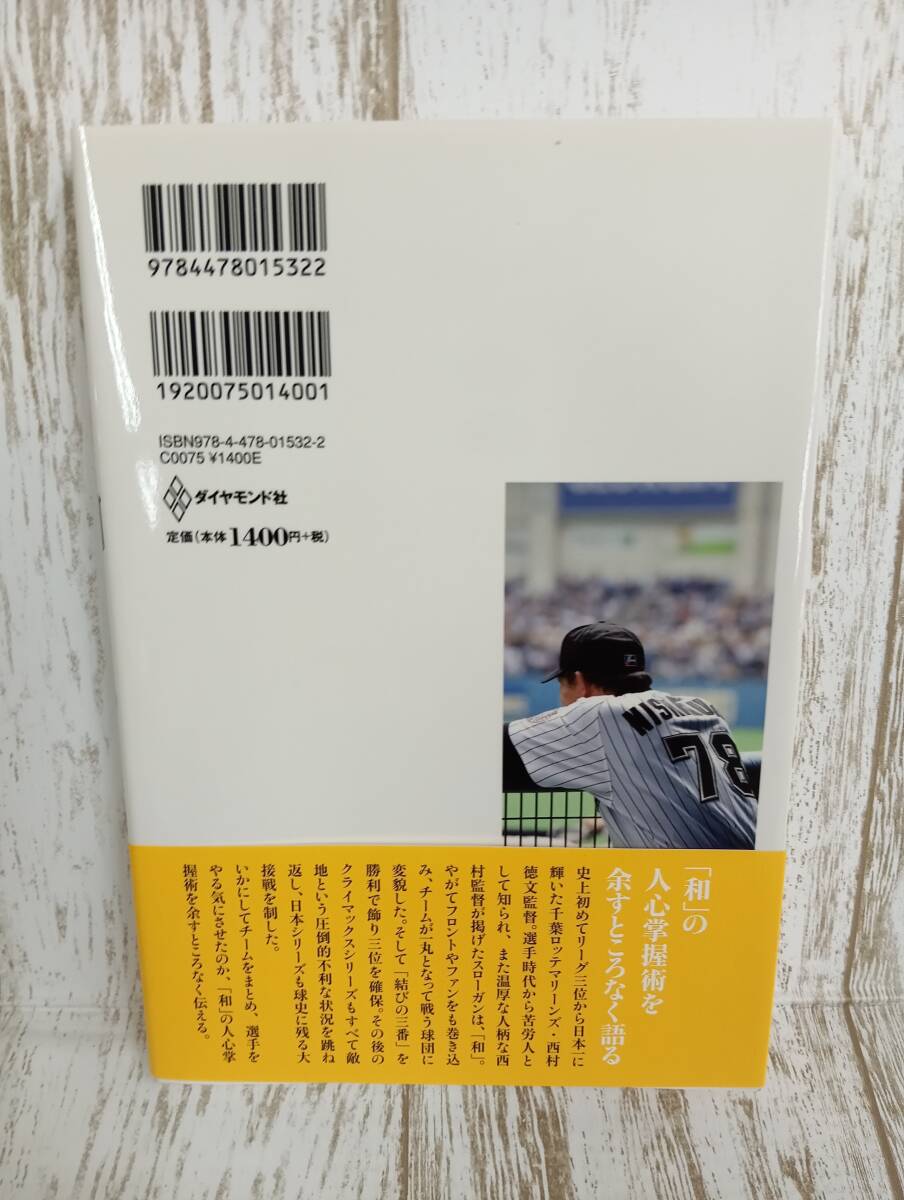 9784478015322
1920075014001
ISBN978-4-478-01532-2
C0075 ¥1400E
ダイヤモンド社
定価(本体1400円+税)
78
「和」の
人心掌握術を
余すところなく語る
史上初めてリーグ三位から日本一に
輝いた千葉ロッテマリーンズ・西村
徳文監督。選手時代から苦労人と
して知られ、また温厚な人柄な西
村監督が掲げたスローガンは、「和」。
やがてフロントやファンをも巻き込
み、チームが一丸となって戦う球団に
変貌した。そして「結びの三番」を
勝利で飾り三位を確保。その後の
クライマックスシリーズもすべて敵
地という圧倒的不利な状況を跳ね
返し、日本シリーズも球史に残る大
接戦を制した。
いかにしてチームをまとめ、選手を
やる気にさせたのか、「和」の人心掌
握術を余すところなく伝える。